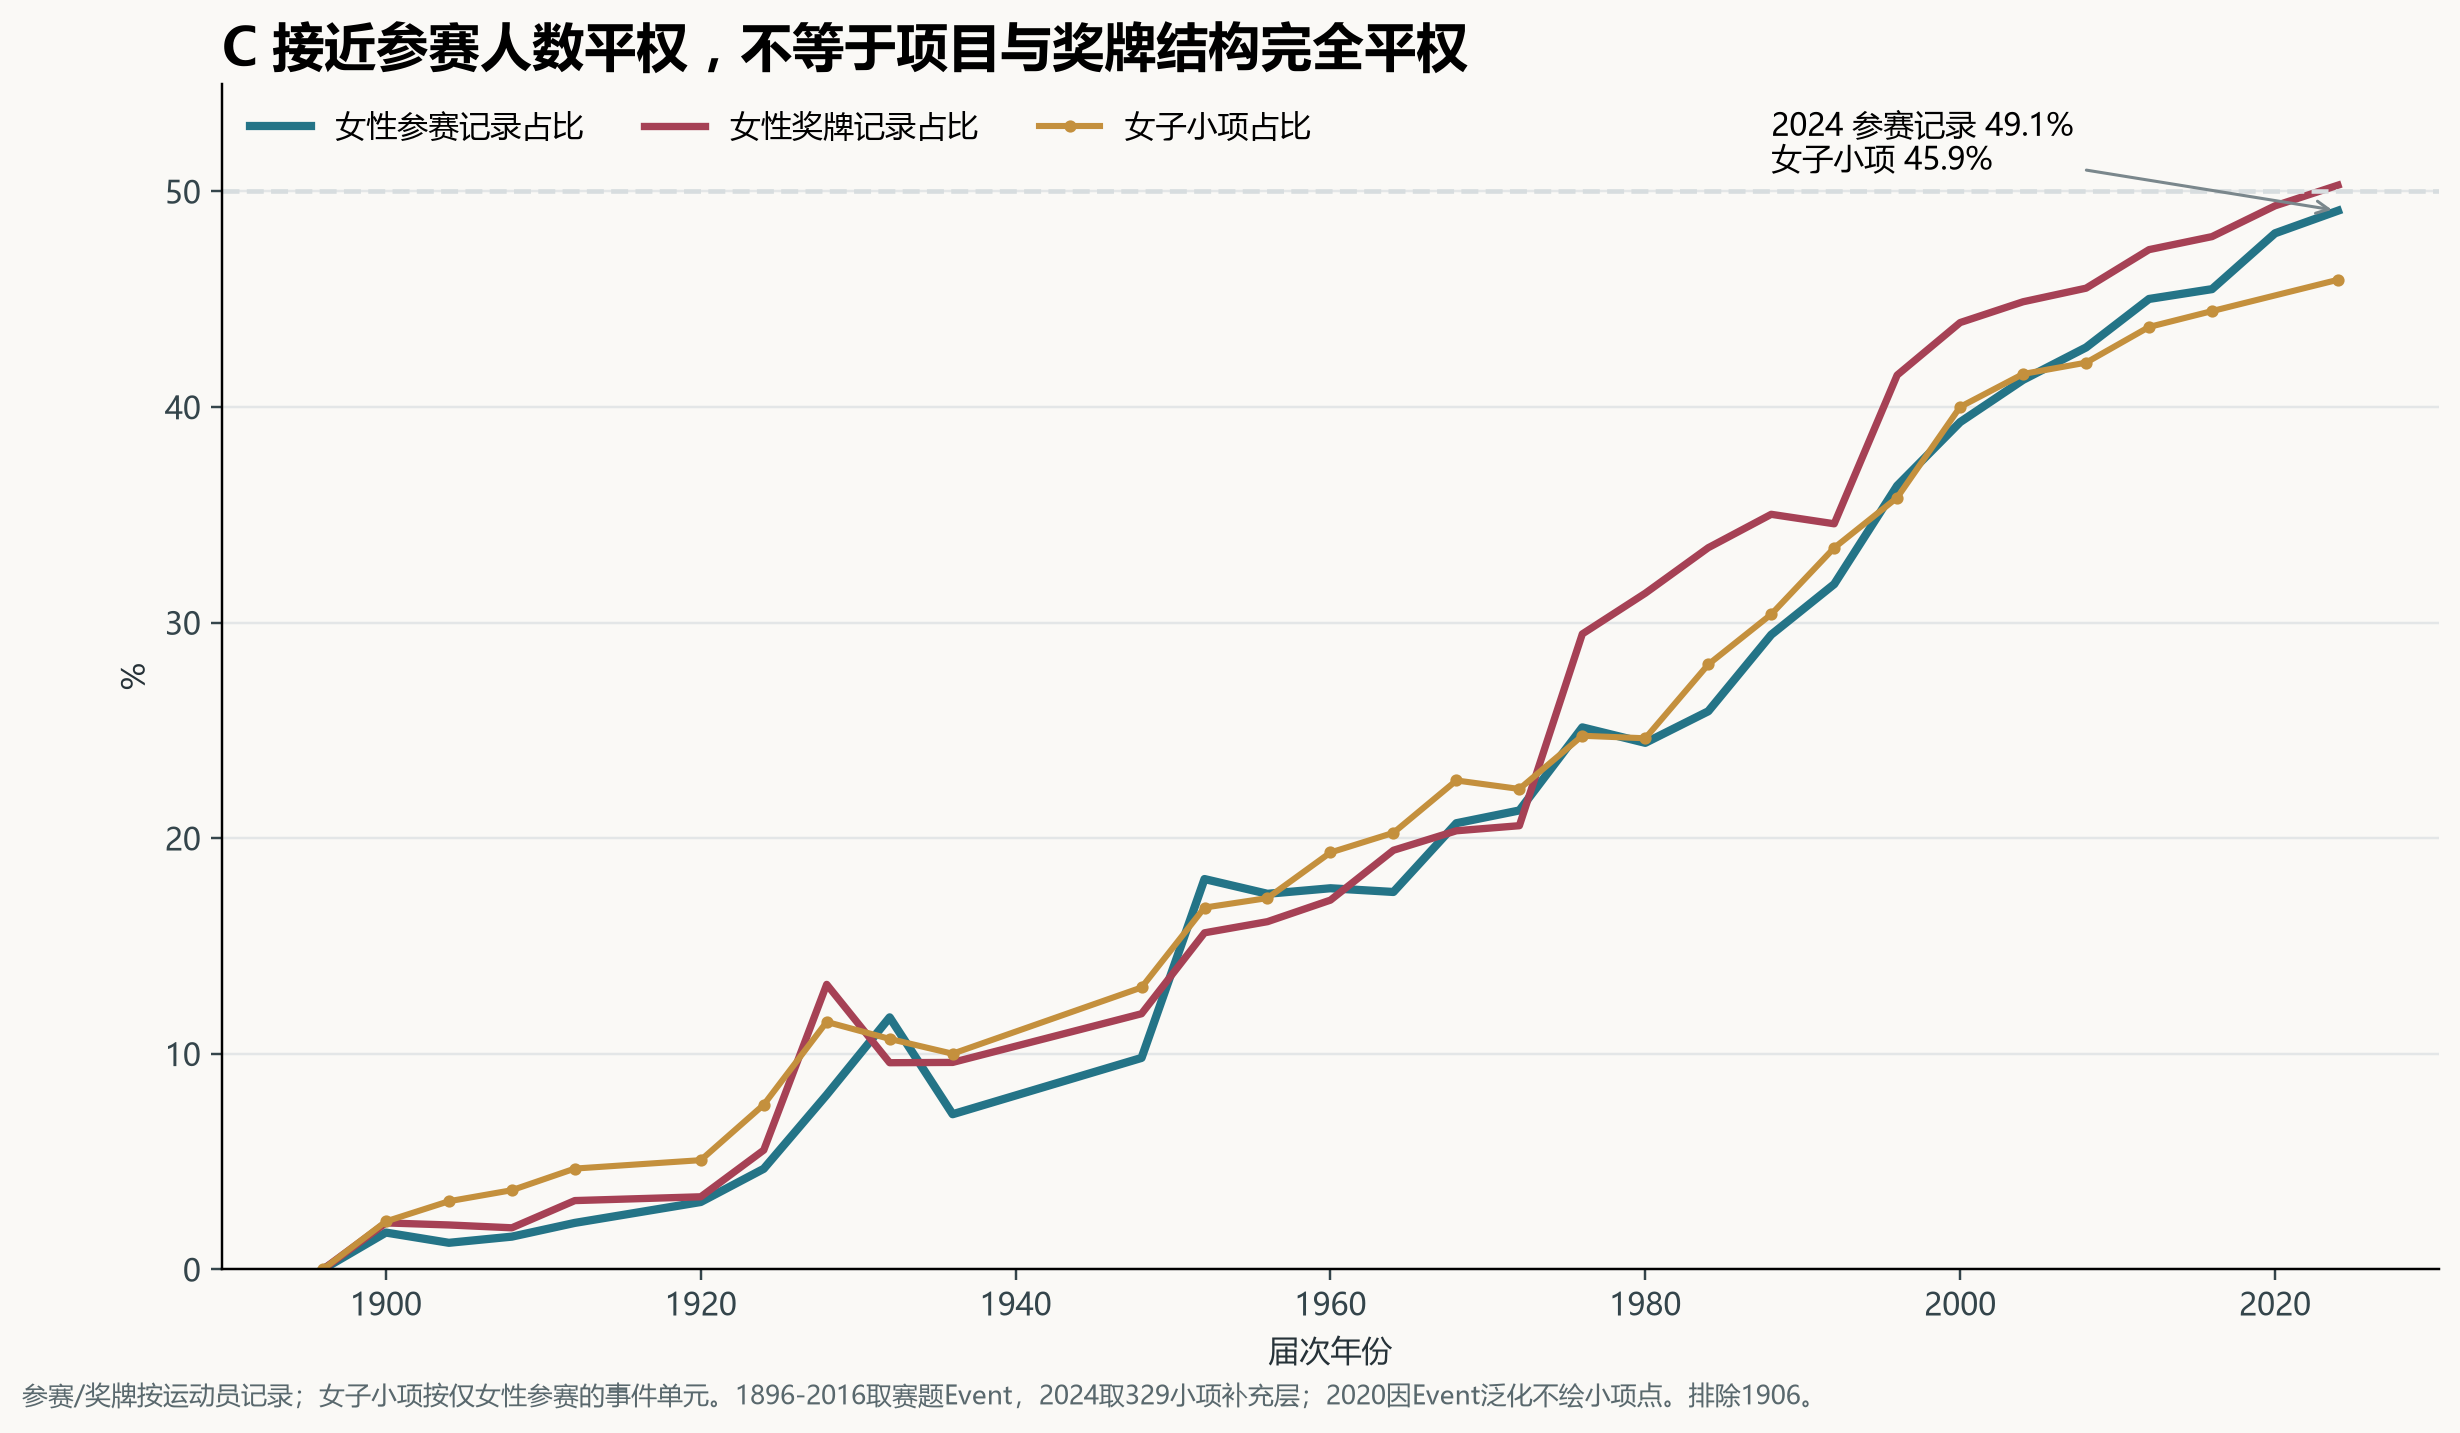 C 接近参赛人数平权，不等于项目与奖牌结构完全平权
女性参赛记录占比 女性奖牌记录占比 女子小项占比
2024 参赛记录 49.1%
女子小项 45.9%
50
40
30
20
10
0
%
1900 1920 1940 1960 1980 2000 2020
届次年份
参赛/奖牌按运动员记录；女子小项按仅女性参赛的事件单元。1896-2016取赛题Event，2024取329小项补充层；2020因Event泛化不绘小项点。排除1906。